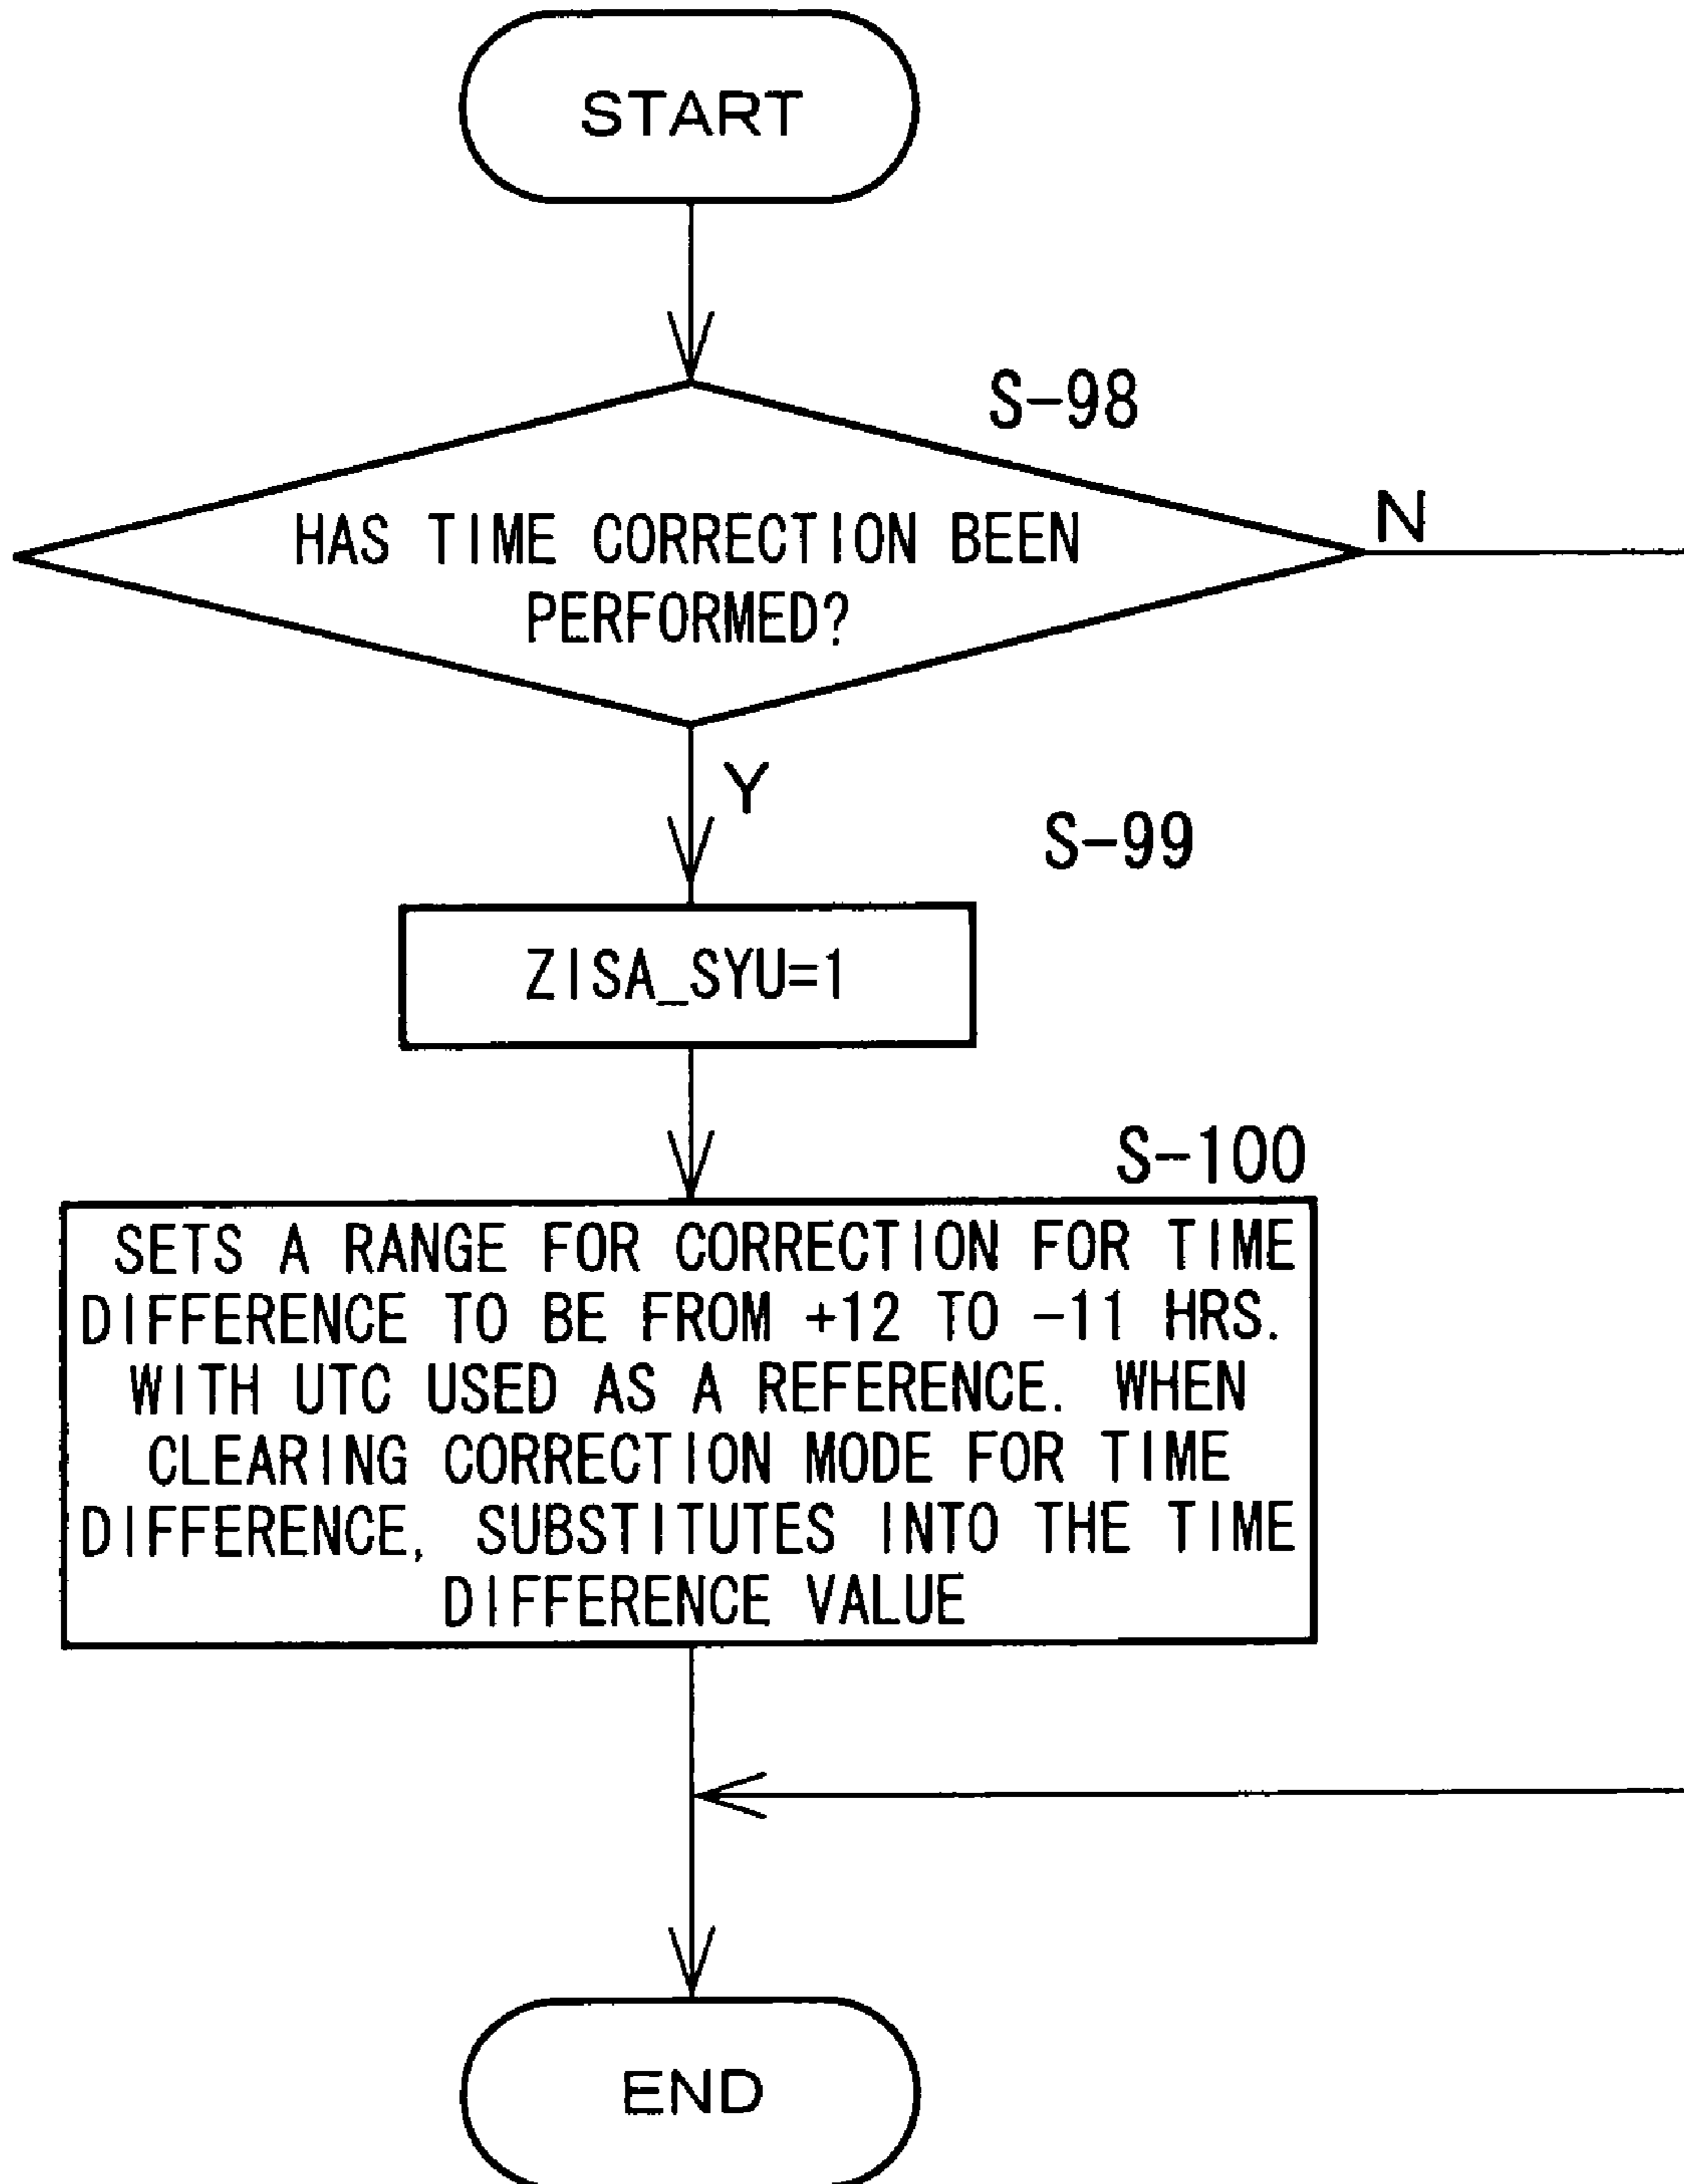 START
S-98
HAS TIME CORRECTION BEEN
PERFORMED?
N
Y
S-99
ZISA_SYU=1
S-100
SETS A RANGE FOR CORRECTION FOR TIME
DIFFERENCE TO BE FROM +12 TO -11 HRS.
WITH UTC USED AS A REFERENCE. WHEN
CLEARING CORRECTION MODE FOR TIME
DIFFERENCE, SUBSTITUTES INTO THE TIME
DIFFERENCE VALUE
END